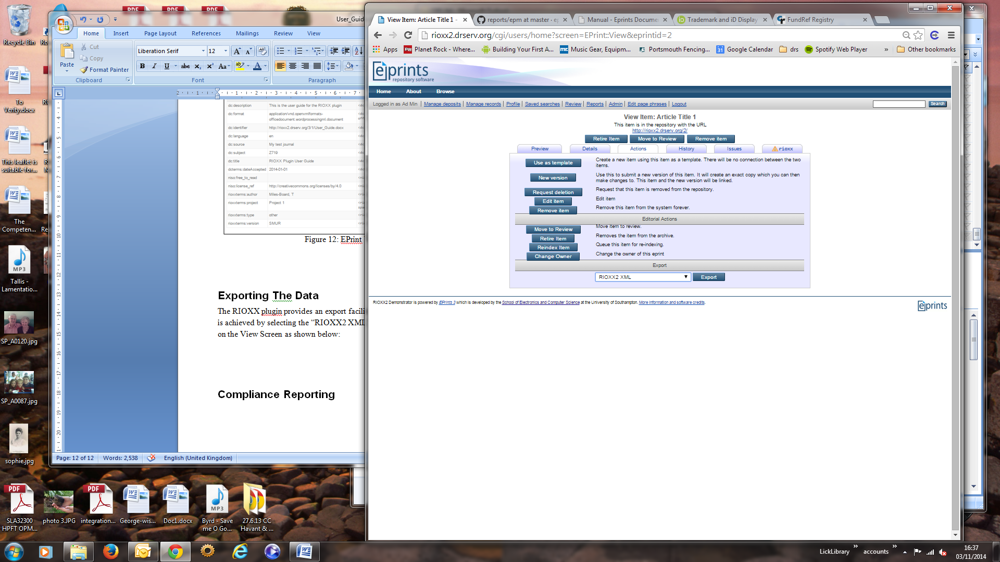 Recycle Bin
To Verity.docx
This leaflet is suitable for...
The Competen...
Tallis - Lamentatio...
SP_A0120.jpg
SP_A0087.jpg
sophie.jpg
SLA32300 HPFT OPM...
photo 3.JPG
integration...
George-wis...
Doc1.docx
Byrd - Save me O Go...
27.6.13 CC Havant & ...
User_Guid
Home Insert Page Layout References Mailings Review View
Paste
Cut
Copy
Format Painter
Clipboard
Liberation Serif 12
Font
Paragraph
dc:description This is the user guide for the RIOXX plugin
dc:format application/vnd.openxmlformats-
officedocument.wordprocessingml.document
dc:identifier http://rioxx2.drserv.org/3/1/User_Guide.docx
dc:language en
dc:source My test journal
dc:subject Z719
dc:title RIOXX Plugin User Guide
dcterms:dateAccepted 2014-01-01
niso:free_to_read
niso:license_ref http://creativecommons.org/licenses/by/4.0
rioxxterms:author Miles-Board, T
rioxxterms:project Project 1
rioxxterms:type other
rioxxterms:version SMUR
Figure 12: EPrint
Exporting The Data
The RIOXX plugin provides an export facili
is achieved by selecting the “RIOXX2 XML
on the View Screen as shown below:
Compliance Reporting
Page: 12 of 12 Words: 2,538 English (United Kingdom)
View Item: Article Title 1 -
reports/epm at master · ep
Manual - Eprints Docume
Trademark and iD Display
FundRef Registry
rioxx2.drserv.org/cgi/users/home?screen=EPrint::View&eprintid=2
Apps Planet Rock - Where... Building Your First A... Music Gear, Equipm... Portsmouth Fencing... Google Calendar drs Spotify Web Player » Other bookmarks
eprints
repository software
Home About Browse
Logged in as Ad Min | Manage deposits | Manage records | Profile | Saved searches | Review | Reports | Admin | Edit page phrases | Logout
Search
View Item: Article Title 1
This item is in the repository with the URL
http://rioxx2.drserv.org/2/
Retire Item Move to Review Remove item
Preview Details Actions History Issues rioxx
Use as template Create a new item using this item as a template. There will be no connection between the two
items.
New version Use this to submit a new version of this item. It will create an exact copy which you can then
make changes to. This item and the new version will be linked.
Request deletion Request that this item is removed from the repository.
Edit item Edit item
Remove item Remove this item from the system forever.
Editorial Actions
Move to Review Move item to review.
Retire Item Removes the item from the archive.
Reindex Item Queue this item for re-indexing.
Change Owner Change the owner of this eprint
Export
RIOXX2 XML Export
RIOXX2 Demonstrator is powered by EPrints 3 which is developed by the School of Electronics and Computer Science at the University of Southampton. More information and software credits.
eprints
LickLibrary » accounts »
16:37
03/11/2014